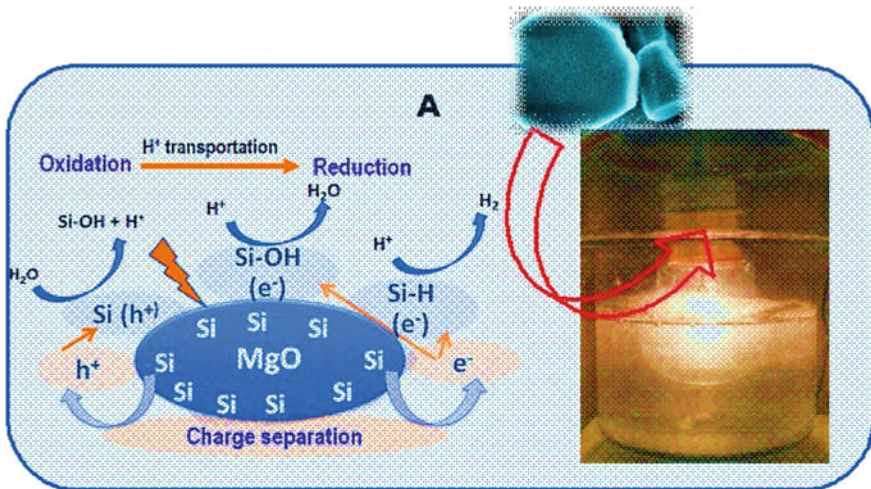 A
H⁺ transportation
Oxidation
Reduction
H₂O
H⁺
H₂
Si-OH + H⁺
H⁺
Si-OH
(e⁻)
H₂O
Si-H
(e⁻)
Si (h⁺)
Si Si Si
h⁺
Si MgO Si
e⁻
Si Si Si Si
Charge separation